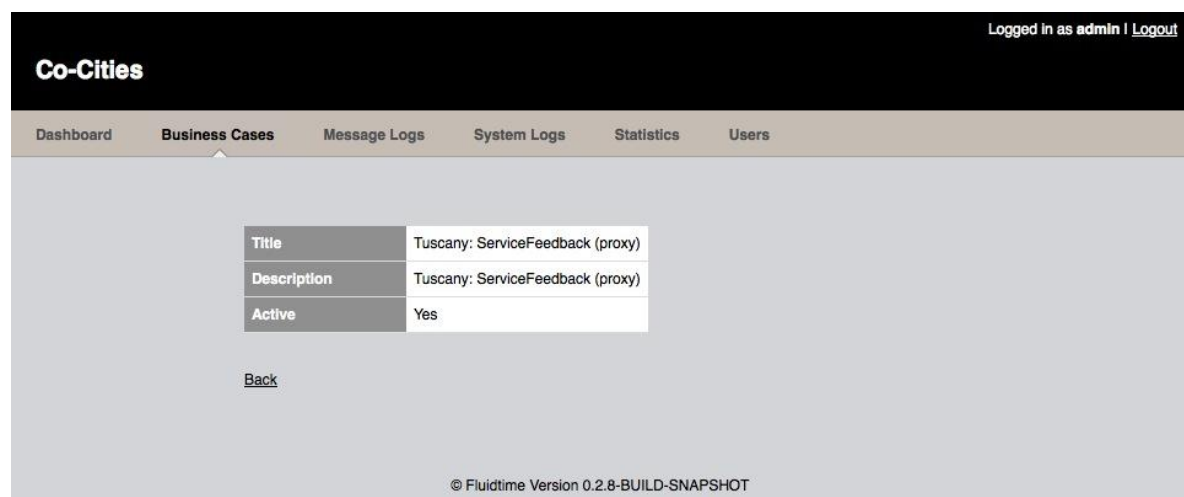 Logged in as admin | Logout
Co-Cities
Dashboard Business Cases Message Logs System Logs Statistics Users
Title Tuscany: ServiceFeedback (proxy)
Description Tuscany: ServiceFeedback (proxy)
Active Yes
Back
© Fluidtime Version 0.2.8-BUILD-SNAPSHOT